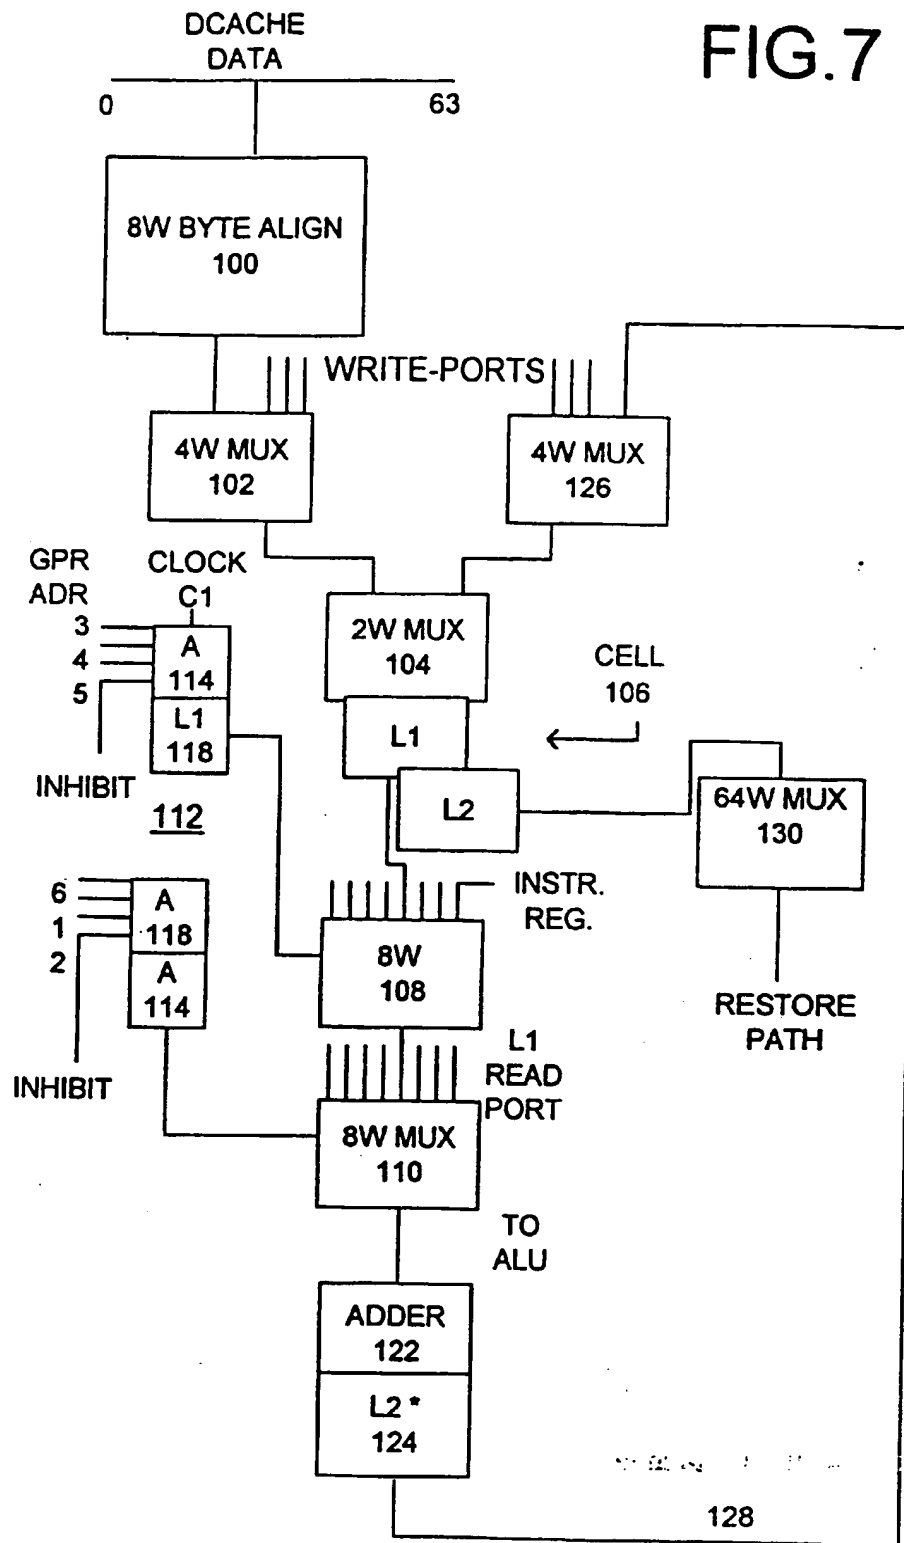 DCACHE
DATA
FIG.7
0
63
8W BYTE ALIGN
100
WRITE-PORTS
4W MUX
102
4W MUX
126
GPR
ADR
CLOCK
C1
3
4
5
A
114
L1
118
INHIBIT
112
2W MUX
104
L1
L2
CELL
106
64W MUX
130
RESTORE
PATH
6
1
2
A
118
A
114
INHIBIT
INSTR.
REG.
8W
108
L1
READ
PORT
8W MUX
110
TO
ALU
ADDER
122
L2 *
124
128